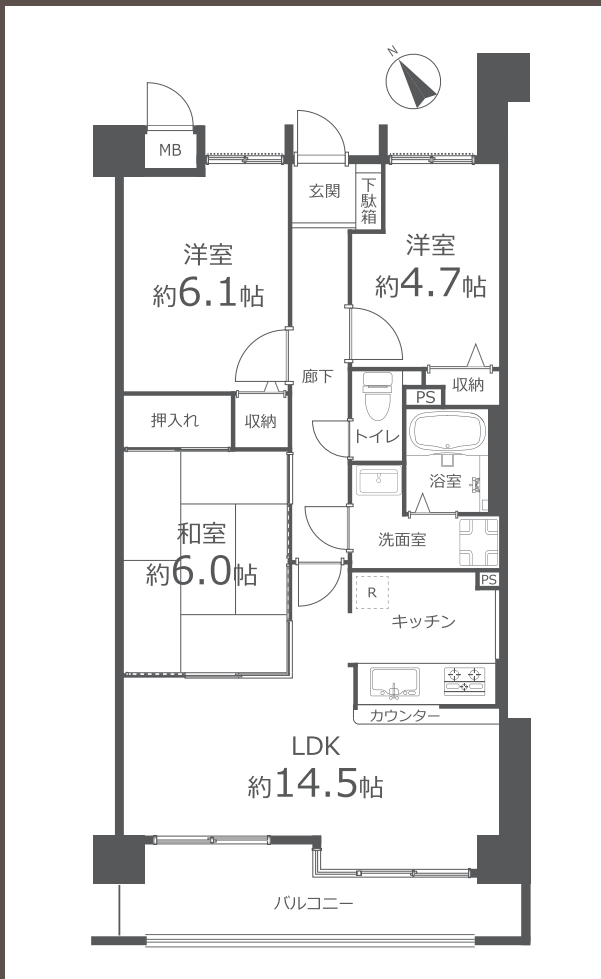 N
MB
玄関
下駄箱
洋室
約6.1帖
洋室
約4.7帖
廊下
収納
PS
押入れ
収納
トイレ
浴室
和室
約6.0帖
洗面室
PS
R
キッチン
カウンター
LDK
約14.5帖
バルコニー